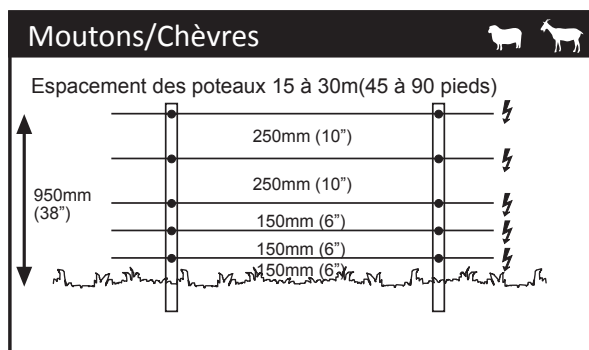 Moutons/Chèvres
Espacement des poteaux 15 à 30m(45 à 90 pieds)
250mm (10")
250mm (10")
950mm
(38")
150mm (6")
150mm (6")
150mm (6")